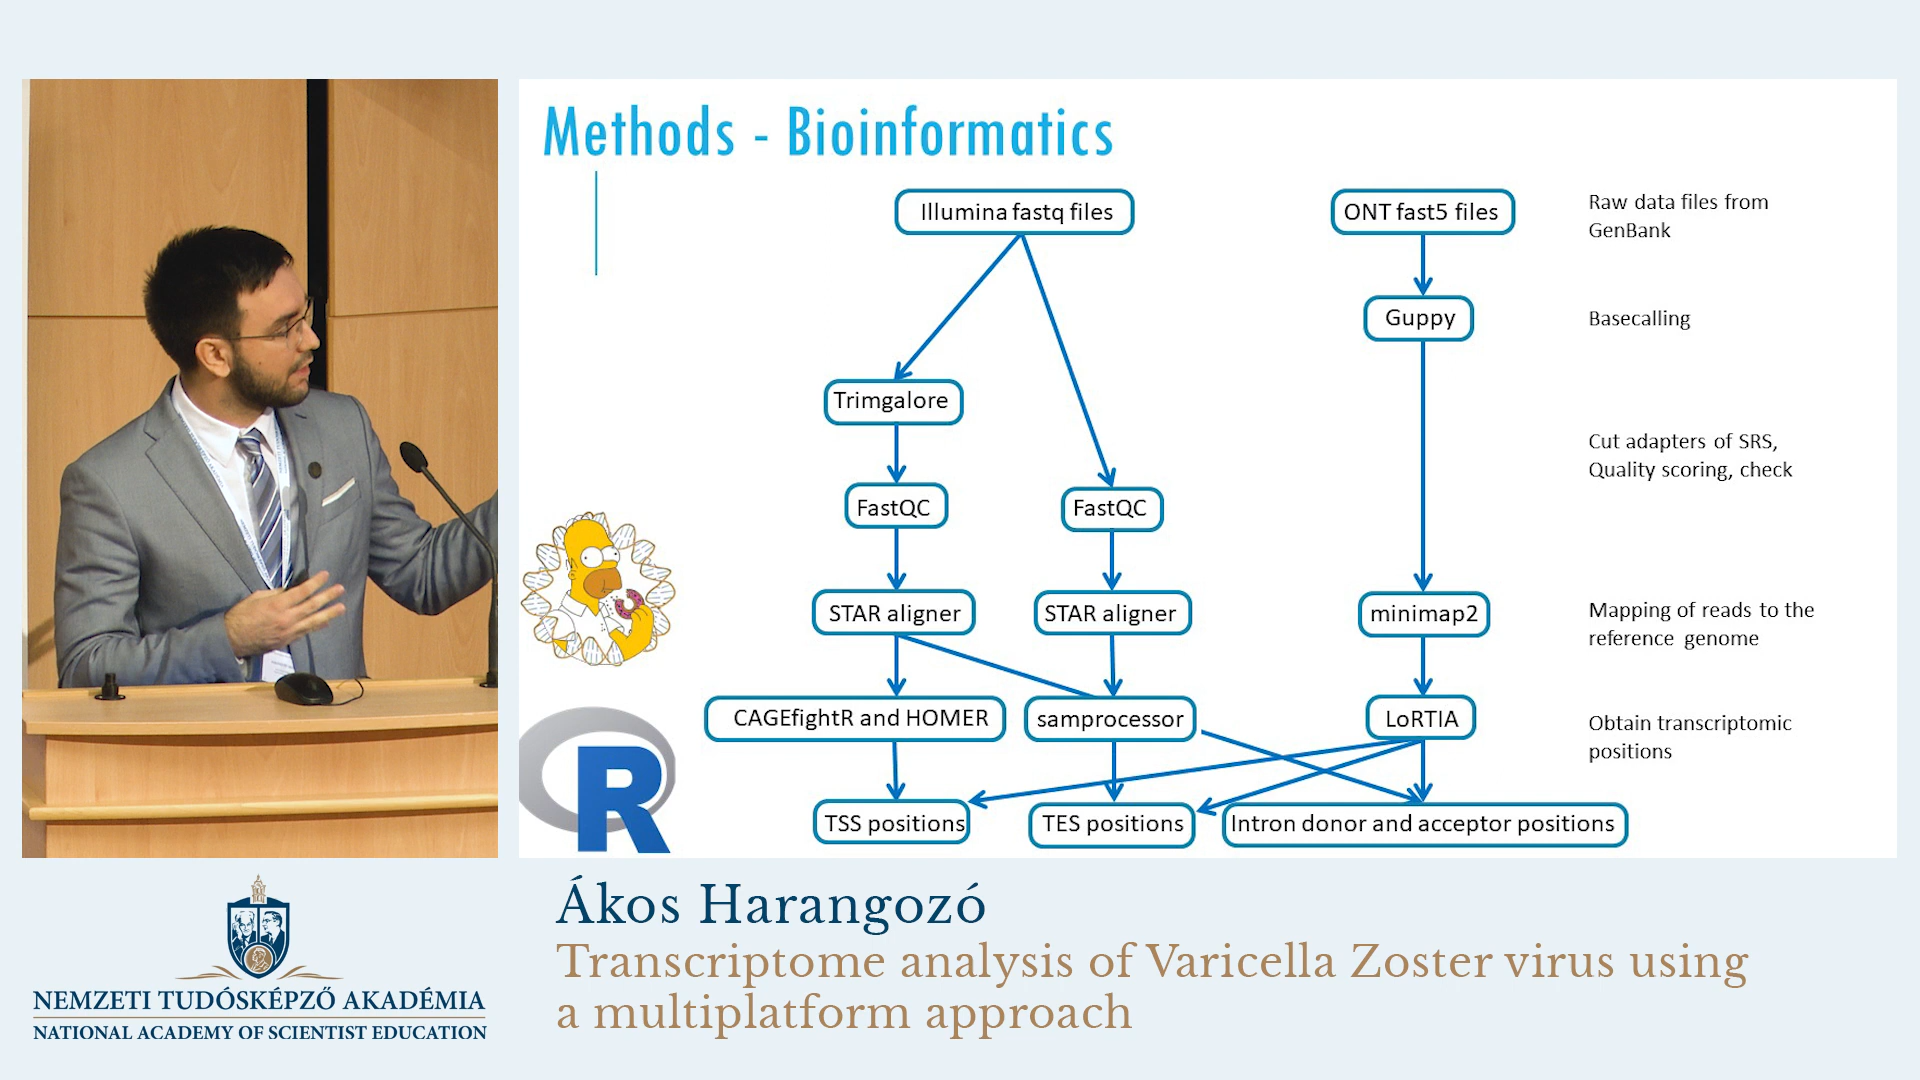 Methods - Bioinformatics
Illumina fastq files
ONT fast5 files
Raw data files from
GenBank
Guppy
Basecalling
Trimgalore
Cut adapters of SRS,
Quality scoring, check
FastQC
FastQC
STAR aligner
STAR aligner
minimap2
Mapping of reads to the
reference genome
CAGEfightR and HOMER
samprocessor
LoRTIA
Obtain transcriptomic
positions
TSS positions
TES positions
Intron donor and acceptor positions
R
Ákos Harangozó
Transcriptome analysis of Varicella Zoster virus using
a multiplatform approach
NEMZETI TUDÓSKÉPZŐ AKADÉMIA
NATIONAL ACADEMY OF SCIENTIST EDUCATION